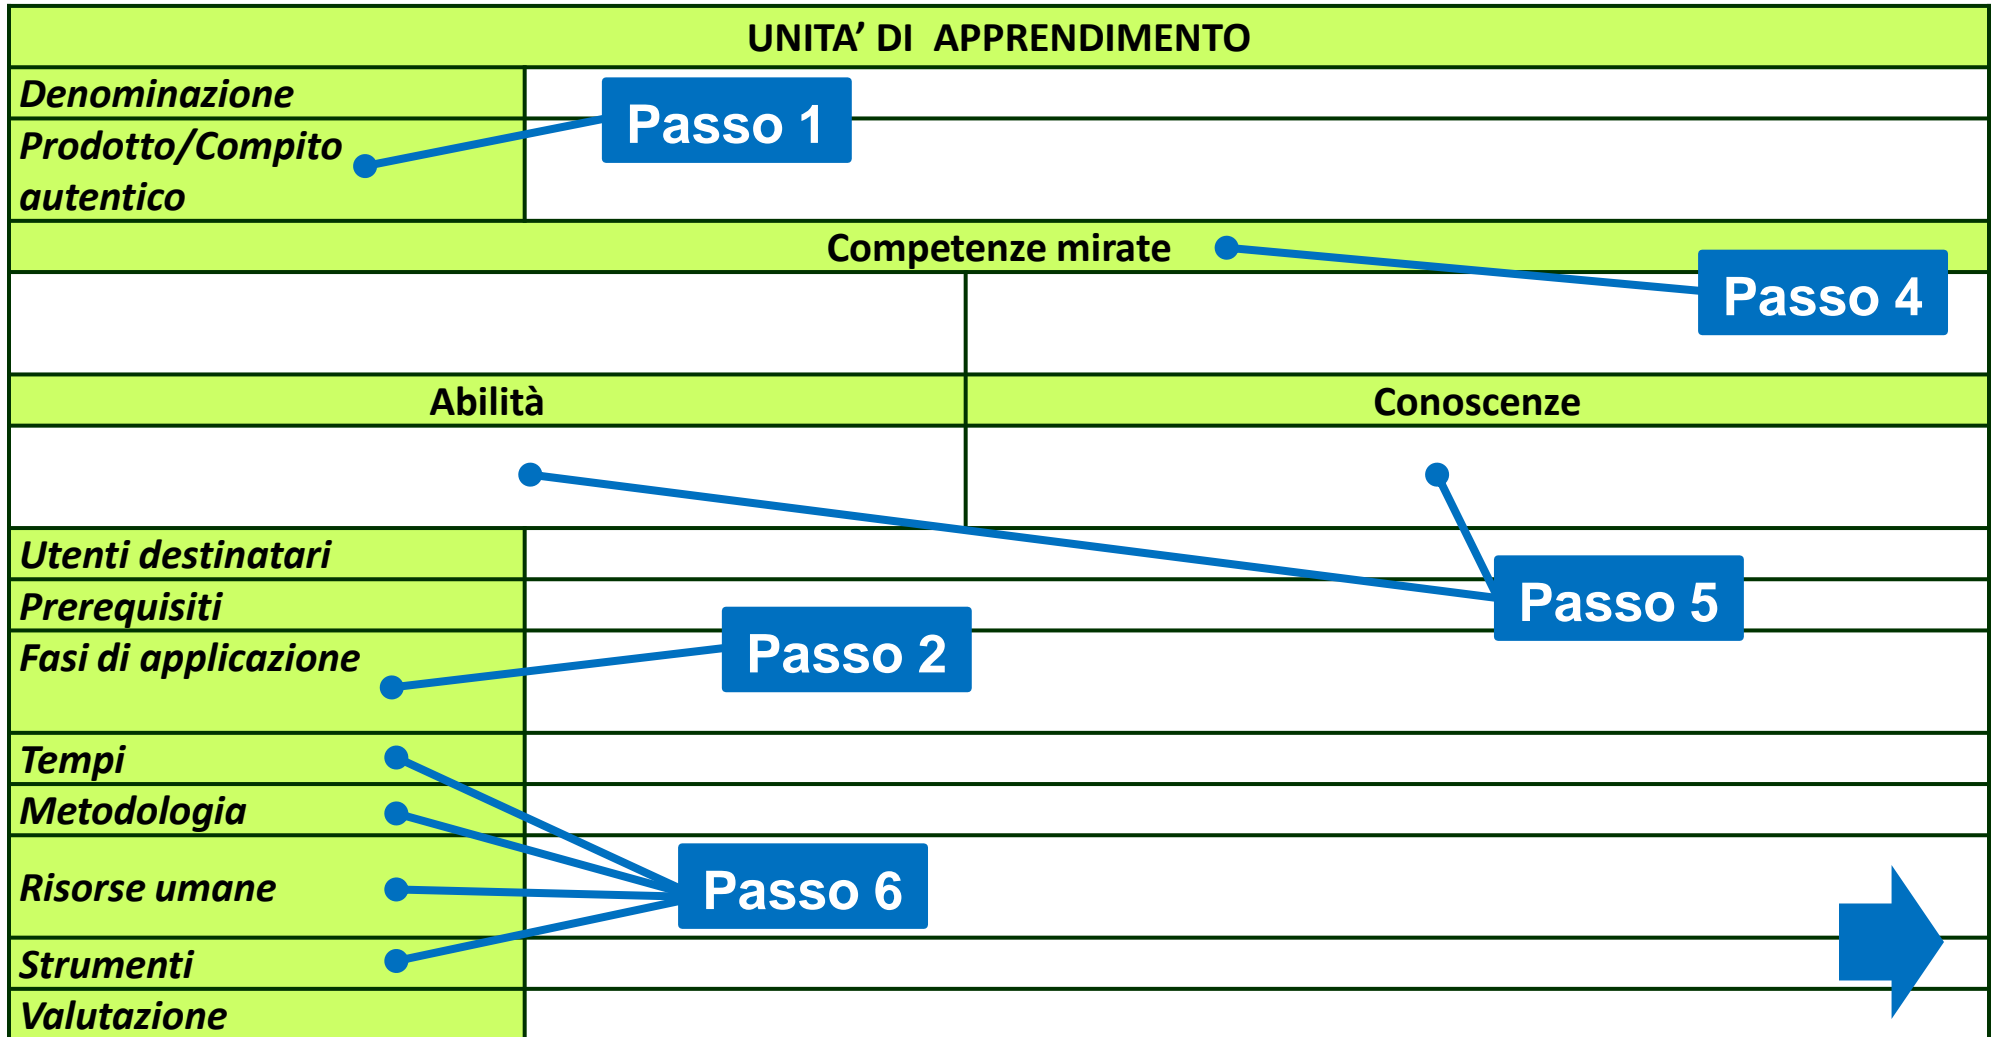 UNITA’ DI  APPRENDIMENTO
Denominazione
Passo 1
Prodotto/Compito
autentico
Competenze mirate
Passo 4
Abilità
Conoscenze
Utenti destinatari
Prerequisiti
Passo 5
Fasi di applicazione
Passo 2
Tempi
Metodologia
Risorse umane
Passo 6
Strumenti
Valutazione